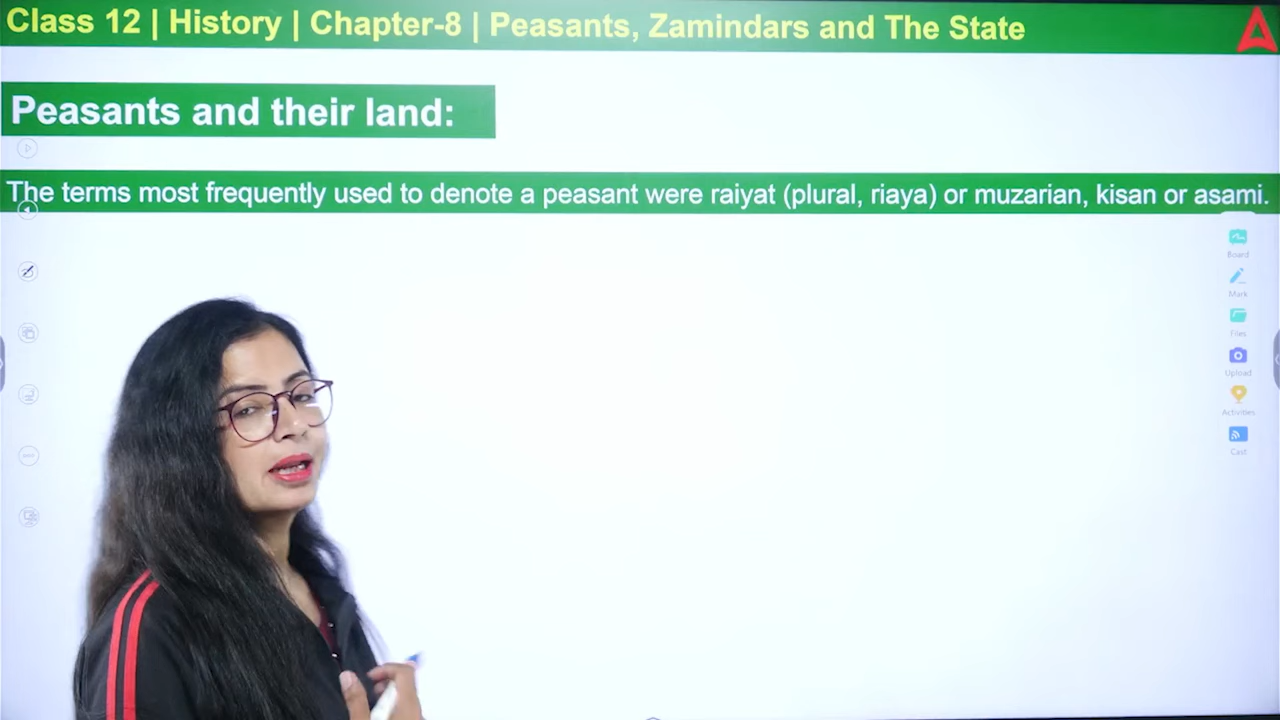 Class 12 | History | Chapter-8 | Peasants, Zamindars and The State
Peasants and their land:
The terms most frequently used to denote a peasant were raiyat (plural, riaya) or muzarian, kisan or asami.
Board
Mark
Files
Upload
Activities
Cast